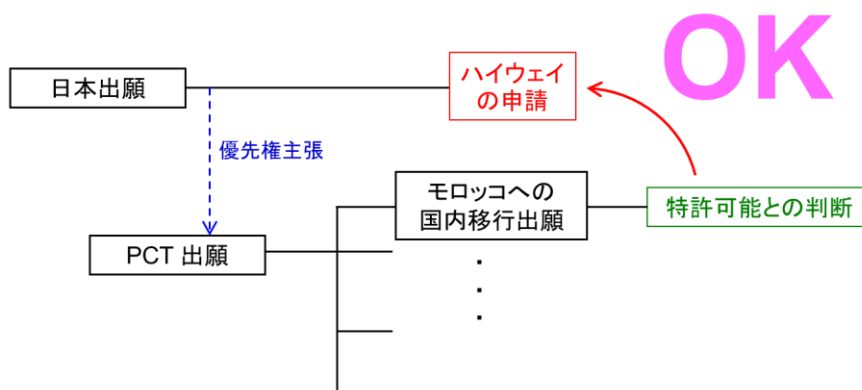 OK
ハイウェイ
の申請
日本出願
優先権主張
モロッコへの
国内移行出願
特許可能との判断
PCT 出願
・
・
・